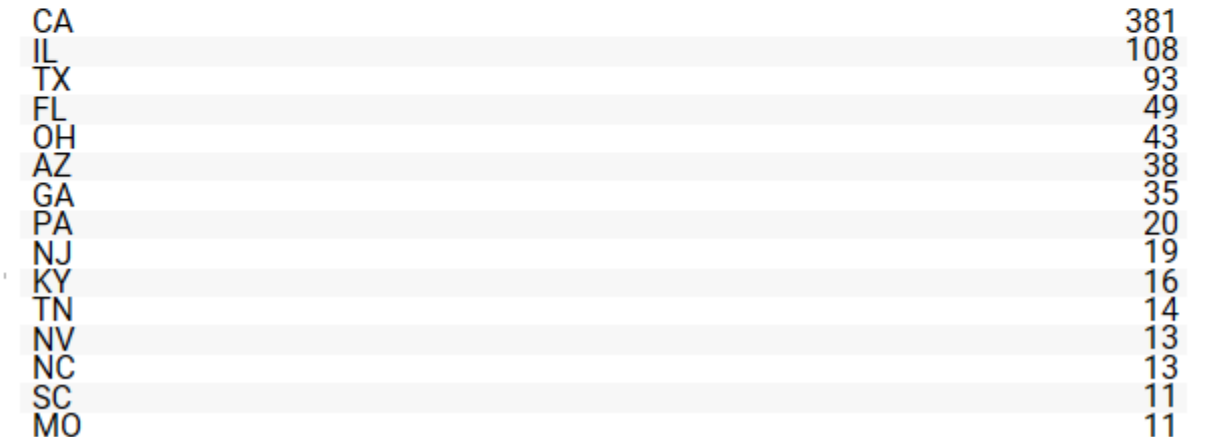 CA 381
IL 108
TX 93
FL 49
OH 43
AZ 38
GA 35
PA 20
NJ 19
KY 16
TN 14
NV 13
NC 13
SC 11
MO 11